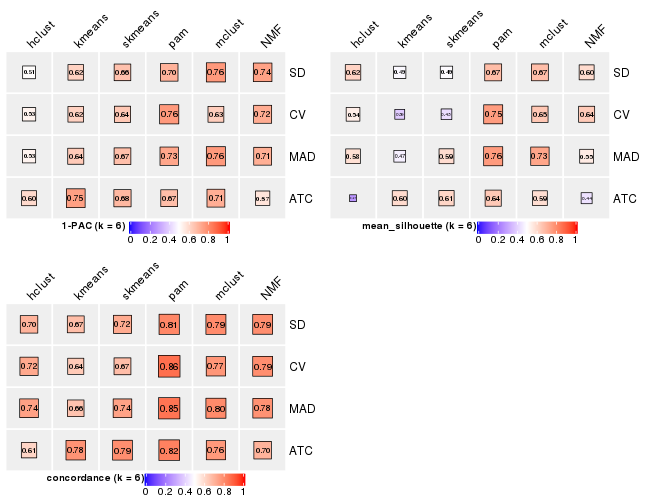 hclust kmeans skmeans pam mclust NMF
0.51 0.62 0.66 0.70 0.76 0.74 SD
0.53 0.62 0.64 0.76 0.63 0.72 CV
0.53 0.64 0.67 0.73 0.76 0.71 MAD
0.60 0.75 0.68 0.67 0.71 0.57 ATC
1-PAC (k = 6)
0 0.2 0.4 0.6 0.8 1
hclust kmeans skmeans pam mclust NMF
0.62 0.49 0.49 0.67 0.67 0.60 SD
0.54 0.75 0.65 0.64 CV
0.58 0.47 0.59 0.76 0.73 0.55 MAD
0.60 0.61 0.64 0.59 0.44 ATC
mean_silhouette (k = 6)
0 0.2 0.4 0.6 0.8 1
hclust kmeans skmeans pam mclust NMF
0.70 0.67 0.72 0.81 0.79 0.79 SD
0.72 0.64 0.67 0.86 0.77 0.79 CV
0.74 0.66 0.74 0.85 0.80 0.78 MAD
0.61 0.78 0.79 0.82 0.76 0.70 ATC
concordance (k = 6)
0 0.2 0.4 0.6 0.8 1